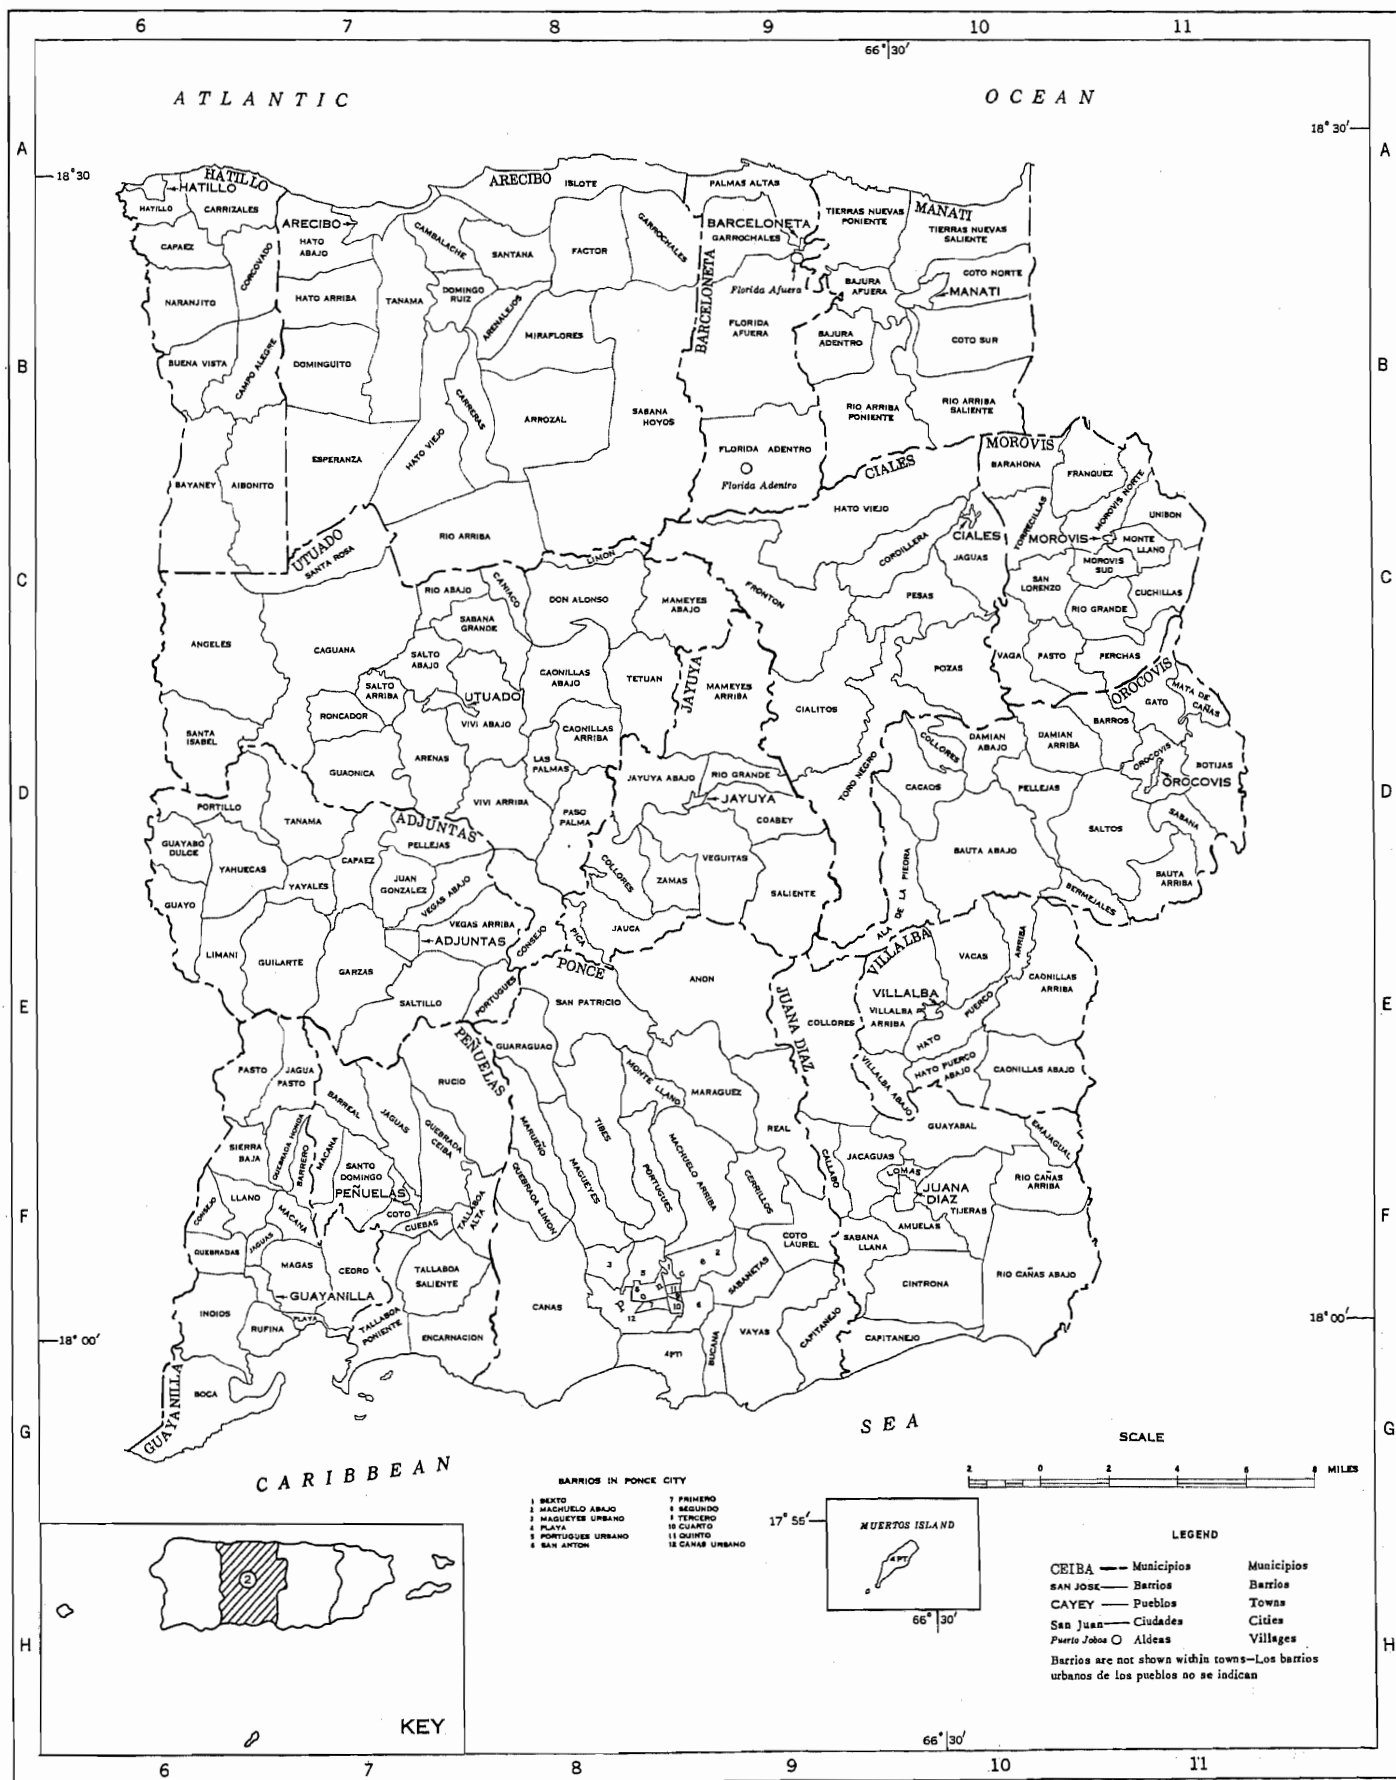 6 7 8 9 10 11
66° 30′
ATLANTIC OCEAN
18° 30′
A A
18° 30
HATILLO
HATILLO
HATILLO
CARRIZALES
ARECIBO
ISLOTE
PALMAS ALTAS
ARECIBO
HATO ABAJO
CAMBALACHE
SANTANA
FACTOR
GARROCHALES
BARCELONETA
GARROCHALES
TIERRAS NUEVAS PONIENTE
MANATI
TIERRAS NUEVAS SALIENTE
CAPAEZ
CORCOVADO
NARANJITO
HATO ARRIBA
TANAMA
DOMINGO RUIZ
ARENALEJOS
MIRAFLORES
BARCELONETA
Florida Afuera
FLORIDA AFUERA
BAJURA AFUERA
COTO NORTE
MANATI
BAJURA ADENTRO
COTO SUR
B B
BUENA VISTA
CAMPO ALEGRE
DOMINGUITO
CARRERAS
ARROZAL
SABANA HOYOS
RIO ARRIBA PONIENTE
RIO ARRIBA SALIENTE
ESPERANZA
HATO VIEJO
FLORIDA ADENTRO
Florida Adentro
CIALES
MOROVIS
BARAHONA
FRANQUEZ
BAYANEY
AIBONITO
HATO VIEJO
MOROVIS NORTE
UNIBON
UTUADO
SANTA ROSA
RIO ARRIBA
LIMON
CORDILLERA
CIALES
JAGUAS
TORRECILLAS
MOROVIS
MONTE LLANO
MOROVIS SUD
C C
RIO ABAJO
CANIACO
DON ALONSO
MAMEYES ABAJO
FRONTON
PESAS
SAN LORENZO
RIO GRANDE
CUCHILLAS
SABANA GRANDE
ANGELES
CAGUANA
SALTO ABAJO
CAONILLAS ABAJO
TETUAN
JAYUYA
MAMEYES ARRIBA
POZAS
VAGA
PASTO
PERCHAS
OROCOVIS
SALTO ARRIBA
UTUADO
CIALITOS
GATO
MATA DE CAÑAS
RONCADOR
VIVI ABAJO
CAONILLAS ARRIBA
BARROS
SANTA ISABEL
COLLORES
DAMIAN ABAJO
DAMIAN ARRIBA
GUAONICA
ARENAS
LAS PALMAS
JAYUYA ABAJO
RIO GRANDE
TORO NEGRO
OROCOVIS
BOTIJAS
OROCOVIS
CACAOS
PELLEJAS
D D
PORTILLO
VIVI ARRIBA
JAYUYA
TANAMA
ADJUNTAS
PASO PALMA
COABEY
SALTOS
SABANA
GUAYABO DULCE
PELLEJAS
CAPAEZ
VEGUITAS
BAUTA ABAJO
YAHUECAS
JUAN GONZALEZ
COLLORES
ZAMAS
BAUTA ARRIBA
YAYALES
VEGAS ABAJO
SALIENTE
ALA DE LA PIEDRA
BERMEJALES
GUAYO
VEGAS ARRIBA
CONSEJO
PICA
JAUCA
ADJUNTAS
VILLALBA
ARRIBA
LIMANI
GUILARTE
GARZAS
PONCE
ANON
VACAS
CAONILLAS ARRIBA
SALTILLO
PORTUGUES
SAN PATRICIO
JUANA DIAZ
COLLORES
VILLALBA
VILLALBA ARRIBA
PUERCO
HATO
E E
PEÑUELAS
GUARAGUAO
PASTO
JAGUA PASTO
RUCIO
MONTE LLANO
MARAGUEZ
VILLALBA ABAJO
HATO PUERCO ABAJO
CAONILLAS ABAJO
BARREAL
JAGUAS
QUEBRADA CEIBA
MARUEÑO
TIBES
REAL
GUAYABAL
EMAJAGUAL
SIERRA BAJA
QUEBRADA HONDA
BARRERO
MACANA
SANTO DOMINGO
MAGUEYES
PORTUGUES
MACHUELO ARRIBA
CERRILLOS
CALLABO
JACAGUAS
LOMAS
RIO CAÑAS ARRIBA
PEÑUELAS
QUEBRADA LIMON
JUANA DIAZ
LLANO
CONSEJO
MACANA
COTO
TALLABOA ALTA
TIJERAS
F F
CUEBAS
AMUELAS
QUEBRADAS
JAGUAS
MAGAS
CEDRO
COTO LAUREL
SABANA LLANA
TALLABOA SALIENTE
SABANETAS
CINTRONA
RIO CAÑAS ABAJO
GUAYANILLA
CANAS
INDIOS
RUFINA
PLAYA
TALLABOA PONIENTE
ENCARNACION
BUCANA
VAYAS
CAPITANEJO
CAPITANEJO
18° 00′ 18° 00′
4 PT
GUAYANILLA
BOCA
G G
CARIBBEAN SEA
SCALE
2 0 2 4 6 8 MILES
BARRIOS IN PONCE CITY
1 SEXTO 7 PRIMERO
2 MACHUELO ABAJO 8 SEGUNDO
3 MAGUEYES URBANO 9 TERCERO
4 PLAYA 10 CUARTO
5 PORTUGUES URBANO 11 QUINTO
6 SAN ANTON 12 CANAS URBANO
17° 55′
MUERTOS ISLAND
4 PT.
66° 30′
LEGEND
CEIBA Municipios Municipios
SAN JOSE Barrios Barrios
CAYEY Pueblos Towns
San Juan Ciudades Cities
Puerto Jobos Aldeas Villages
Barrios are not shown within towns—Los barrios
urbanos de los pueblos no se indican
H H
2
KEY
66° 30′
6 7 8 9 10 11